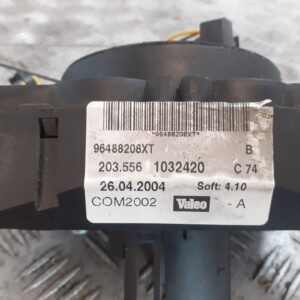 *96488208XT*
96488208XT B
203.556 1032420 C 74
26.04.2004 Soft: 4.10
COM2002 Valeo - A